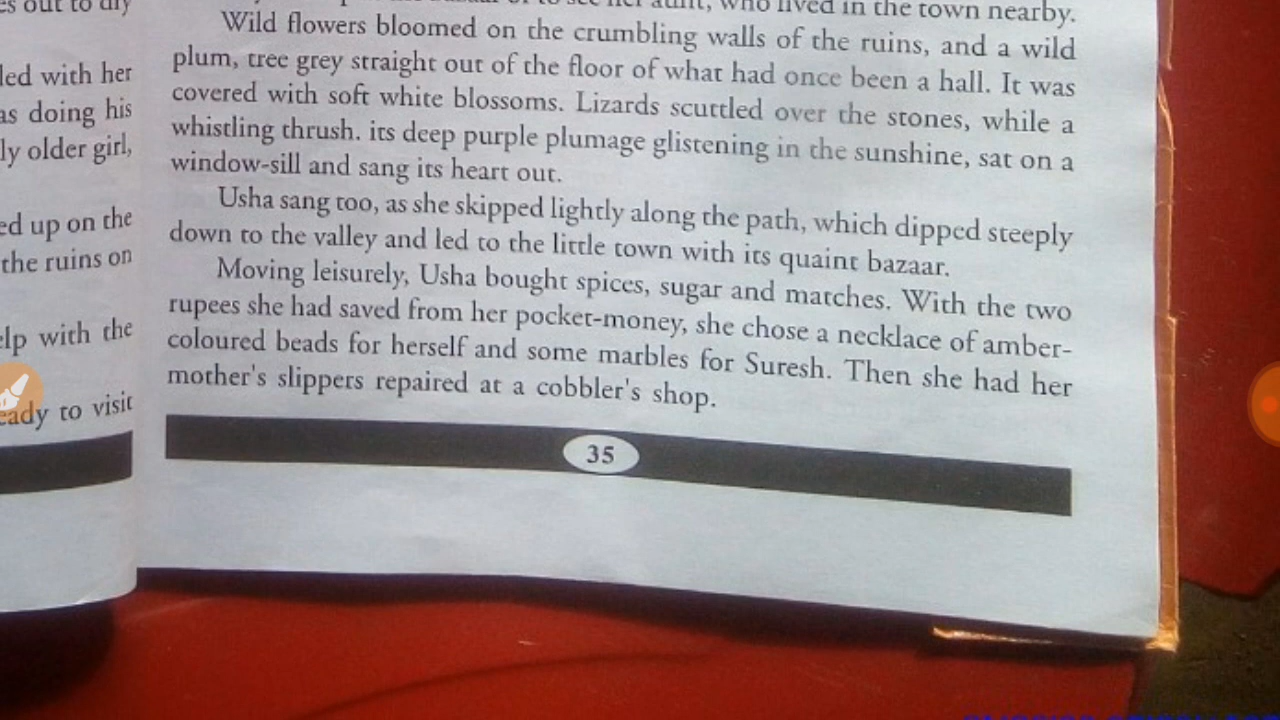 es out to dry
led with her
as doing his
ly older girl,
ed up on the
the ruins on
elp with the
eady to visit
to see her aunt, who lived in the town nearby.
Wild flowers bloomed on the crumbling walls of the ruins, and a wild
plum, tree grey straight out of the floor of what had once been a hall. It was
covered with soft white blossoms. Lizards scuttled over the stones, while a
whistling thrush. its deep purple plumage glistening in the sunshine, sat on a
window-sill and sang its heart out.
Usha sang too, as she skipped lightly along the path, which dipped steeply
down to the valley and led to the little town with its quaint bazaar.
Moving leisurely, Usha bought spices, sugar and matches. With the two
rupees she had saved from her pocket-money, she chose a necklace of amber-
coloured beads for herself and some marbles for Suresh. Then she had her
mother's slippers repaired at a cobbler's shop.
35